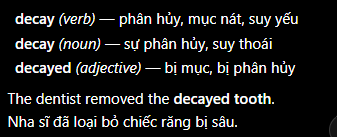 decay (verb) — phân hủy, mục nát, suy yếu
decay (noun) — sự phân hủy, suy thoái
decayed (adjective) — bị mục, bị phân hủy
The dentist removed the decayed tooth.
Nha sĩ đã loại bỏ chiếc răng bị sâu.